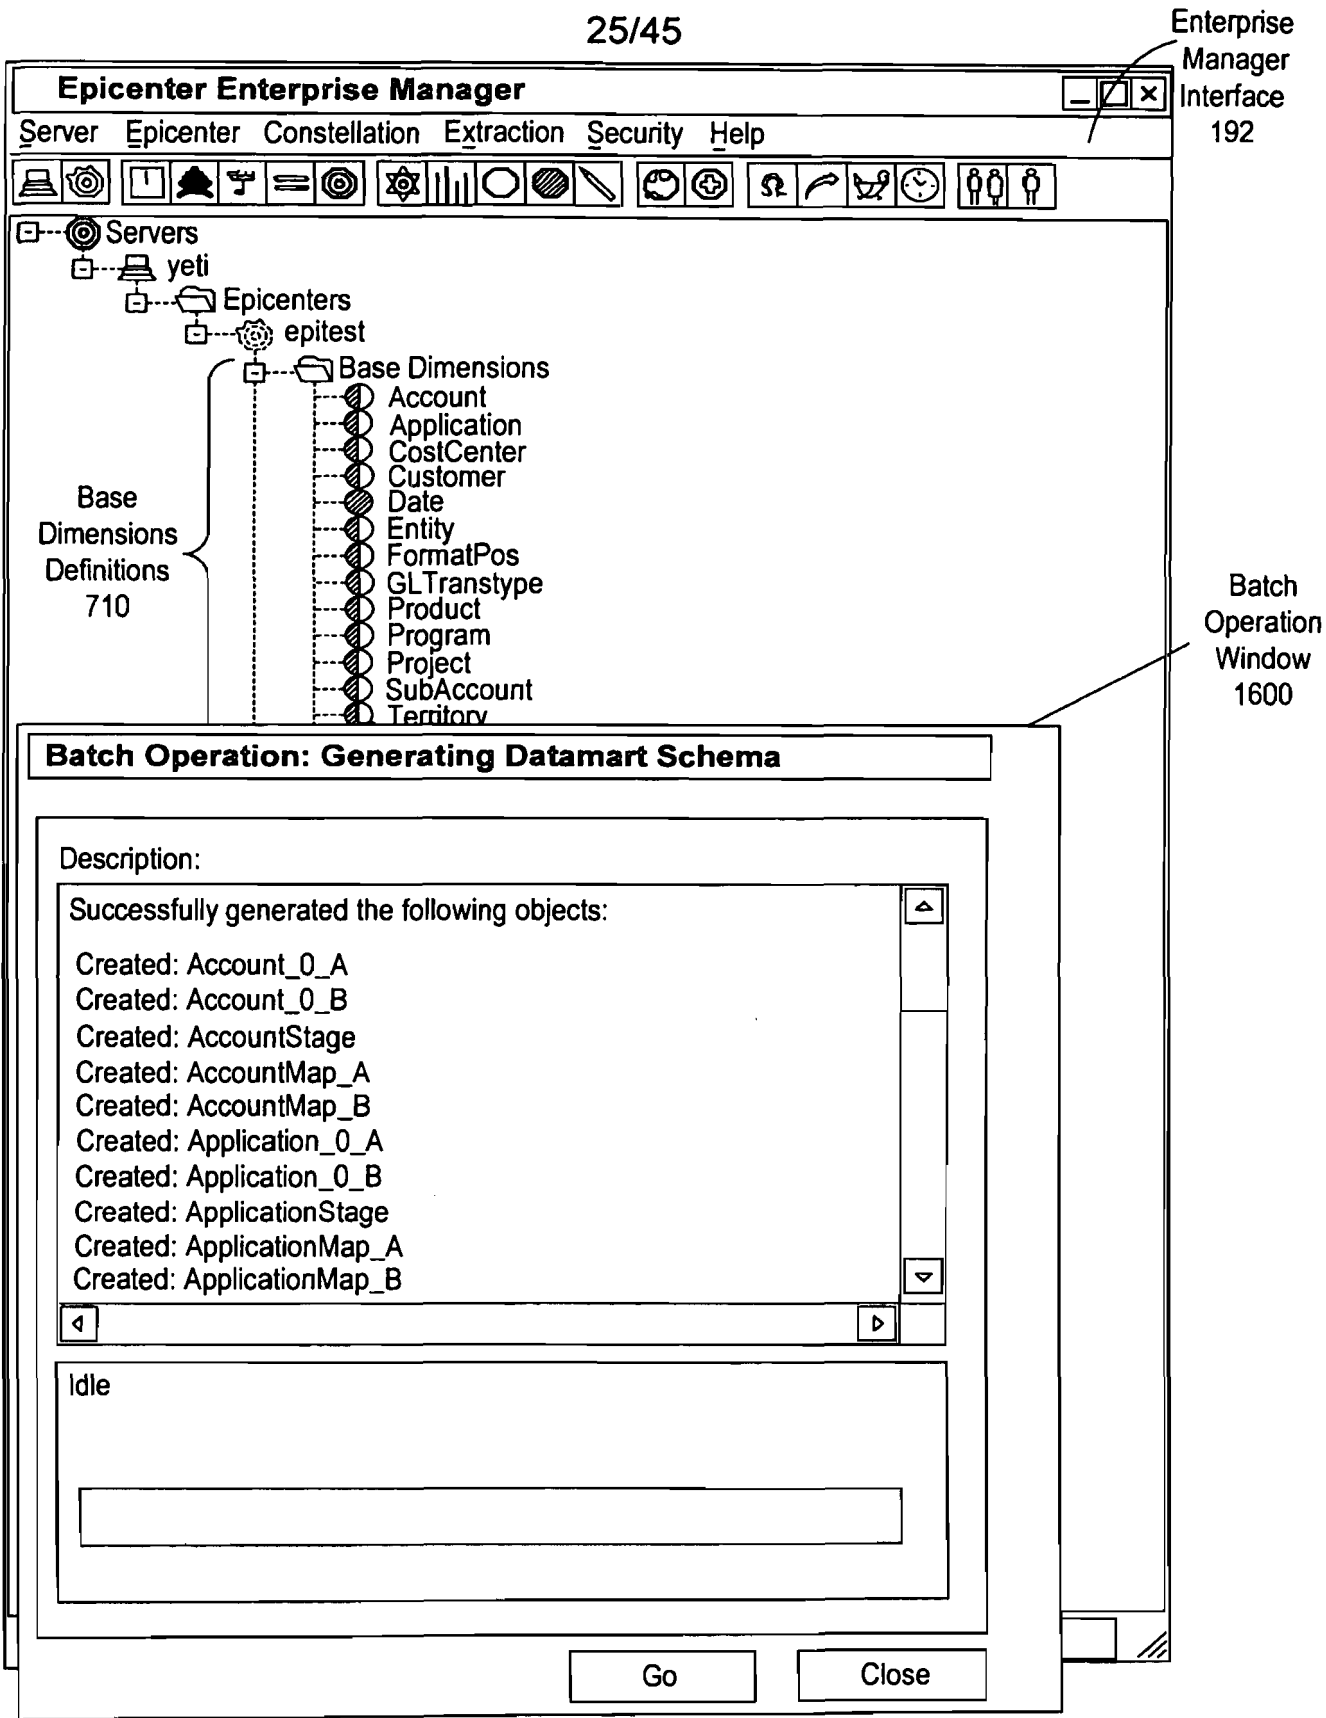 25/45
Enterprise
Manager
Interface
192
Epicenter Enterprise Manager
Server Epicenter Constellation Extraction Security Help
Servers
yeti
Epicenters
epitest
Base Dimensions
Account
Application
CostCenter
Customer
Date
Entity
FormatPos
GLTranstype
Product
Program
Project
SubAccount
Territory
Base
Dimensions
Definitions
710
Batch
Operation
Window
1600
Batch Operation: Generating Datamart Schema
Description:
Successfully generated the following objects:
Created: Account_0_A
Created: Account_0_B
Created: AccountStage
Created: AccountMap_A
Created: AccountMap_B
Created: Application_0_A
Created: Application_0_B
Created: ApplicationStage
Created: ApplicationMap_A
Created: ApplicationMap_B
Idle
Go
Close